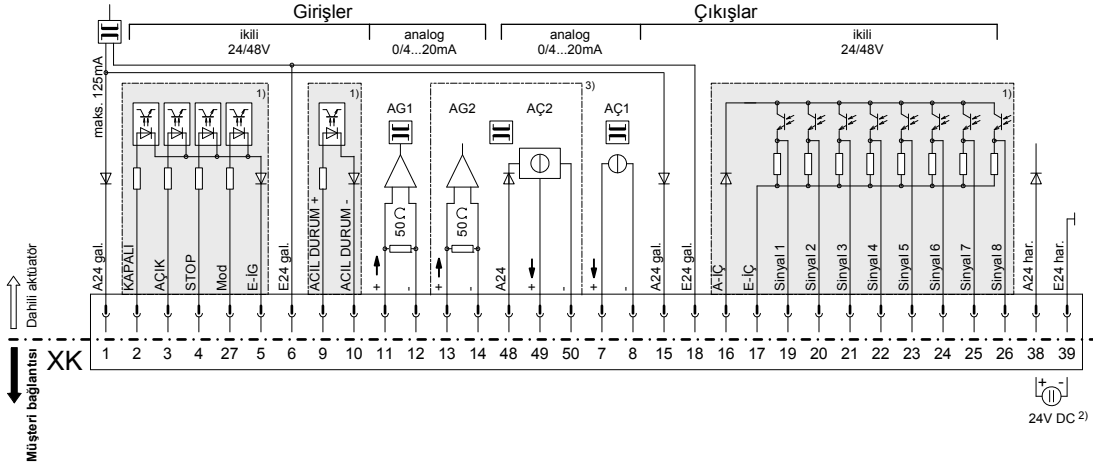 Girişler
Çıkışlar
ikili
24/48V
analog
0/4...20mA
analog
0/4...20mA
ikili
24/48V
maks. 125mA
1)
1)
3)
1)
AG1
AG2
AÇ2
AÇ1
50 Ω
50 Ω
A24 gal.
KAPALI
AÇIK
STOP
Mod
E-İG
E24 gal.
ACİL DURUM +
ACİL DURUM -
+
-
+
-
A24
+
-
+
-
A24 gal.
E24 gal.
A-İÇ
E-İÇ
Sinyal 1
Sinyal 2
Sinyal 3
Sinyal 4
Sinyal 5
Sinyal 6
Sinyal 7
Sinyal 8
A24 har.
E24 har.
Dahili aktüatör
Müşteri bağlantısı
XK
1 2 3 4 27 5 6 9 10 11 12 13 14 48 49 50 7 8 15 18 16 17 19 20 21 22 23 24 25 26 38 39
+ -
24V DC 2)